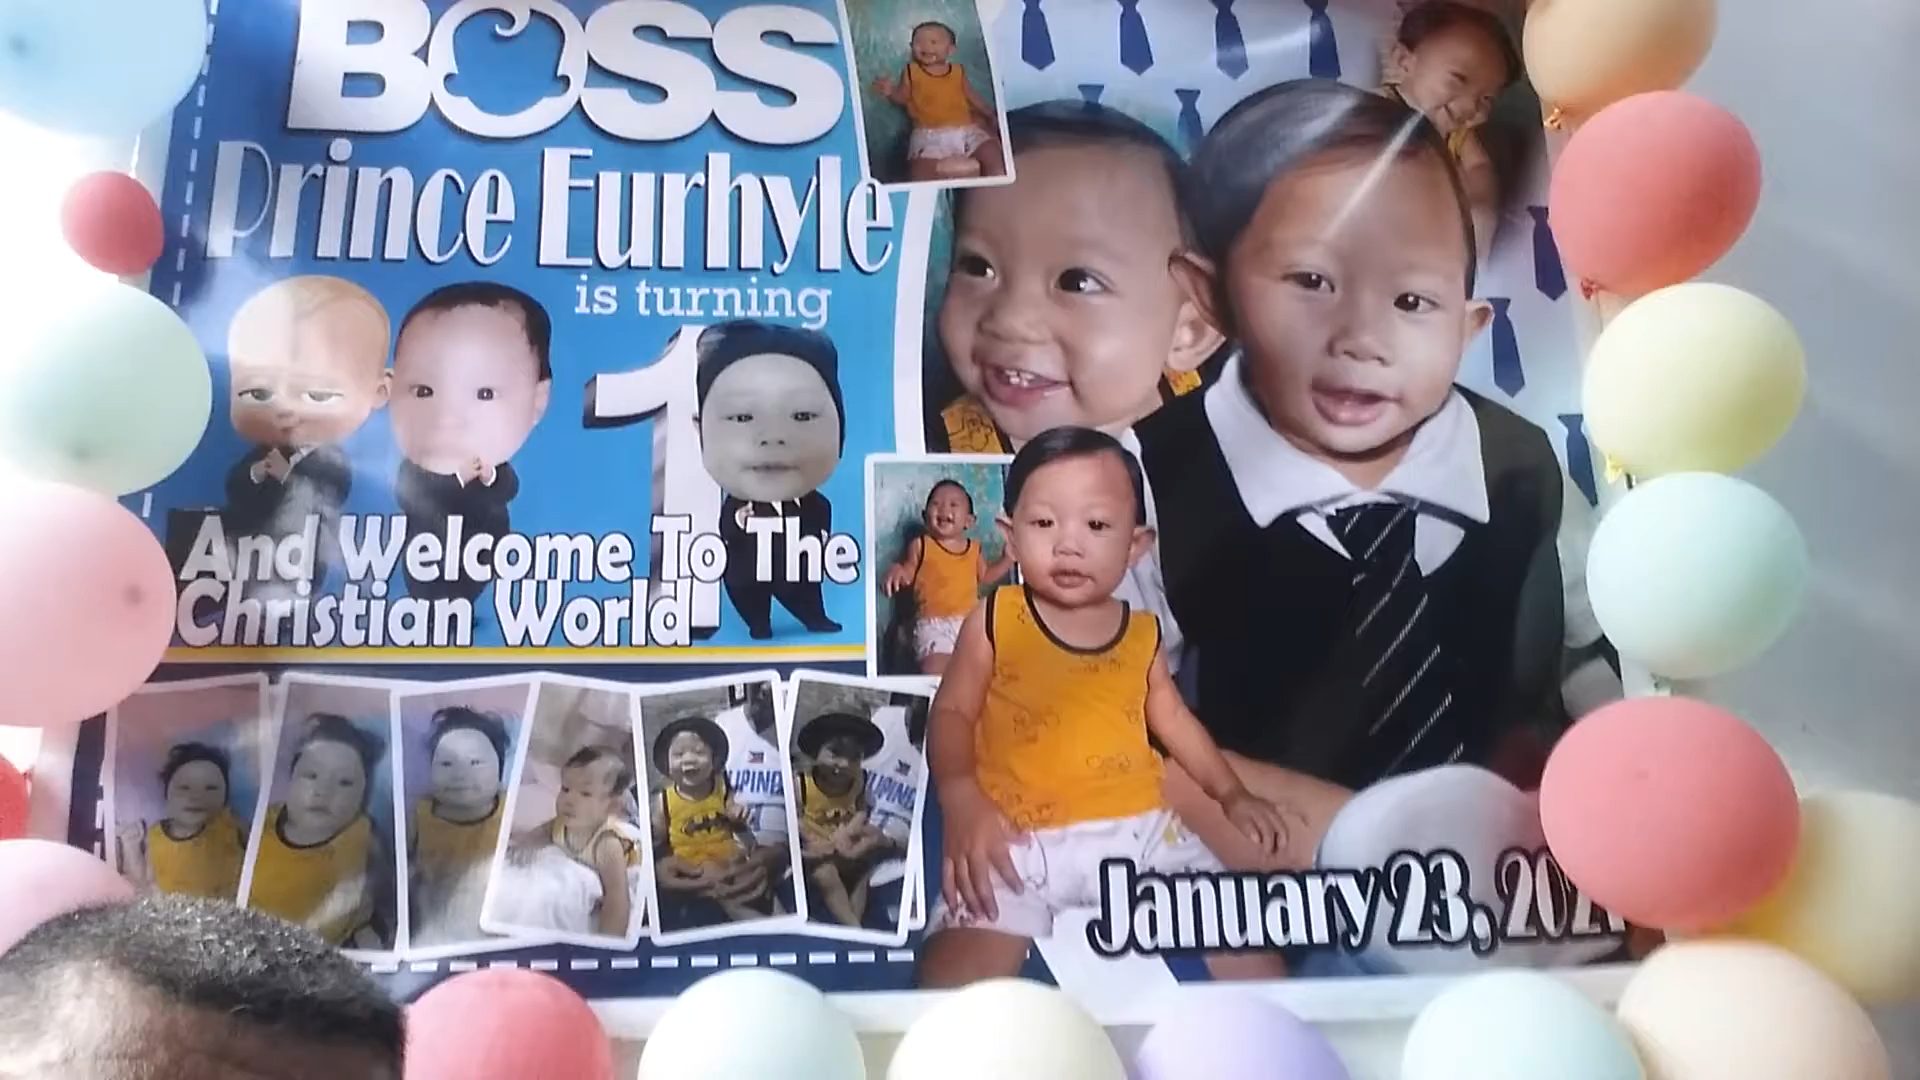 BOSS
Prince Eurhyle
is turning
1
And Welcome To The
Christian World
January 23,